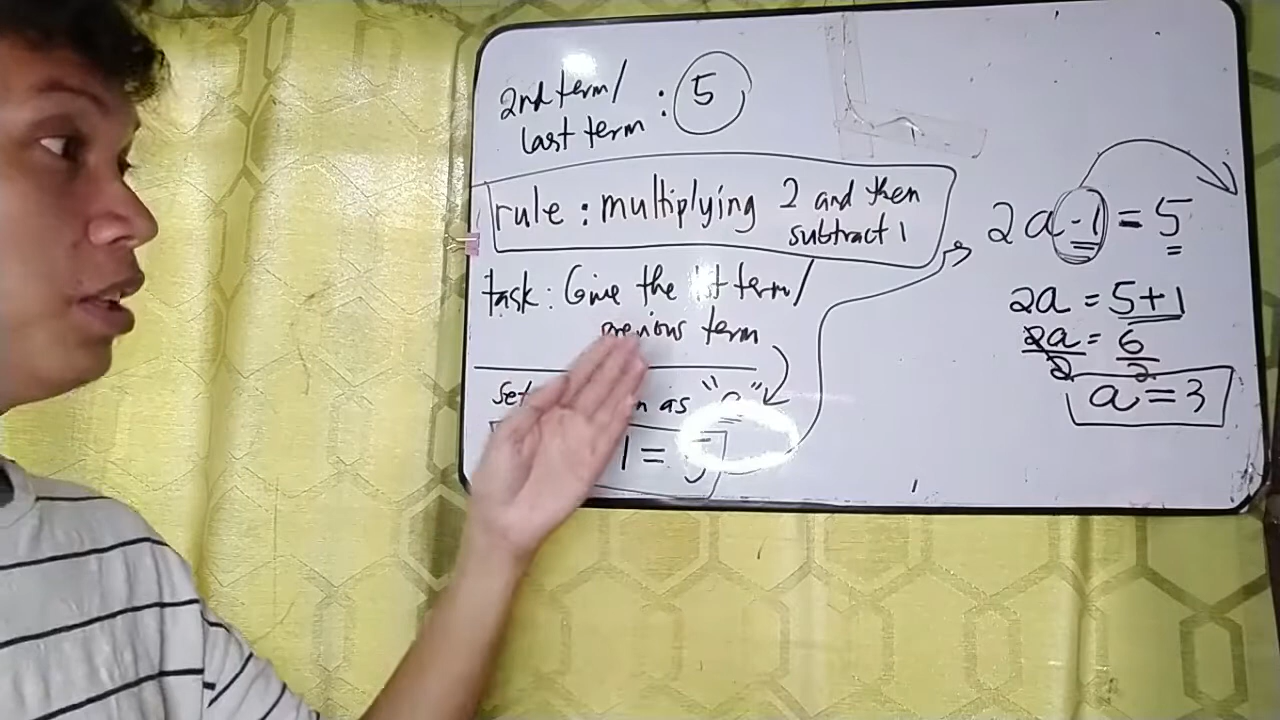 2nd term/
last term : 5
rule : multiplying 2 and then
subtract 1
task : Give the 1st term/
previous term
as "a"
1 =
2a - 1 = 5
2a = 5+1
2a = 6
2 2
a = 3